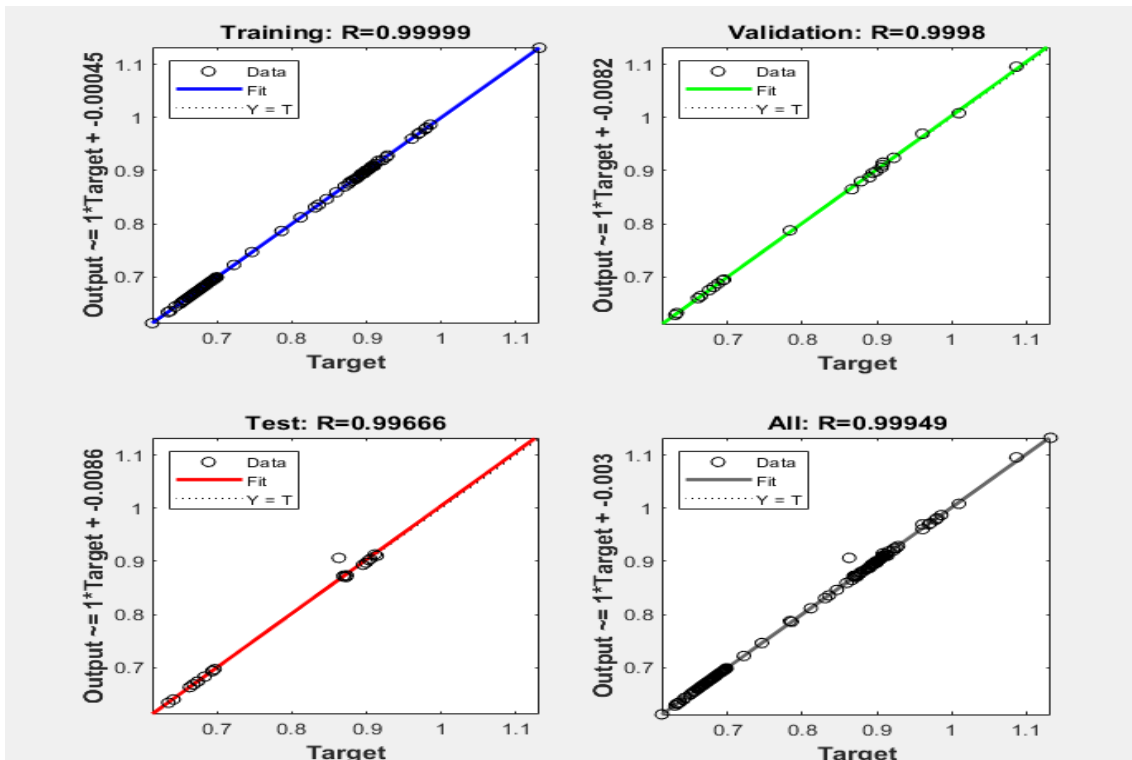 Training: R=0.99999
Output ~= 1*Target + -0.00045
Data
Fit
Y = T
1.1
1
0.9
0.8
0.7
0.7 0.8 0.9 1 1.1
Target
Validation: R=0.9998
Output ~= 1*Target + -0.0082
Data
Fit
Y = T
1.1
1
0.9
0.8
0.7
0.7 0.8 0.9 1 1.1
Target
Test: R=0.99666
Output ~= 1*Target + -0.0086
Data
Fit
Y = T
1.1
1
0.9
0.8
0.7
0.7 0.8 0.9 1 1.1
Target
All: R=0.99949
Output ~= 1*Target + -0.003
Data
Fit
Y = T
1.1
1
0.9
0.8
0.7
0.7 0.8 0.9 1 1.1
Target